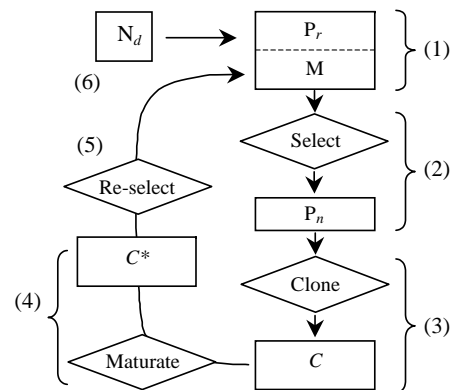 N_d
P_r
(1)
M
(6)
(5)
Select
(2)
Re-select
P_n
C*
Clone
(4)
(3)
Maturate
C